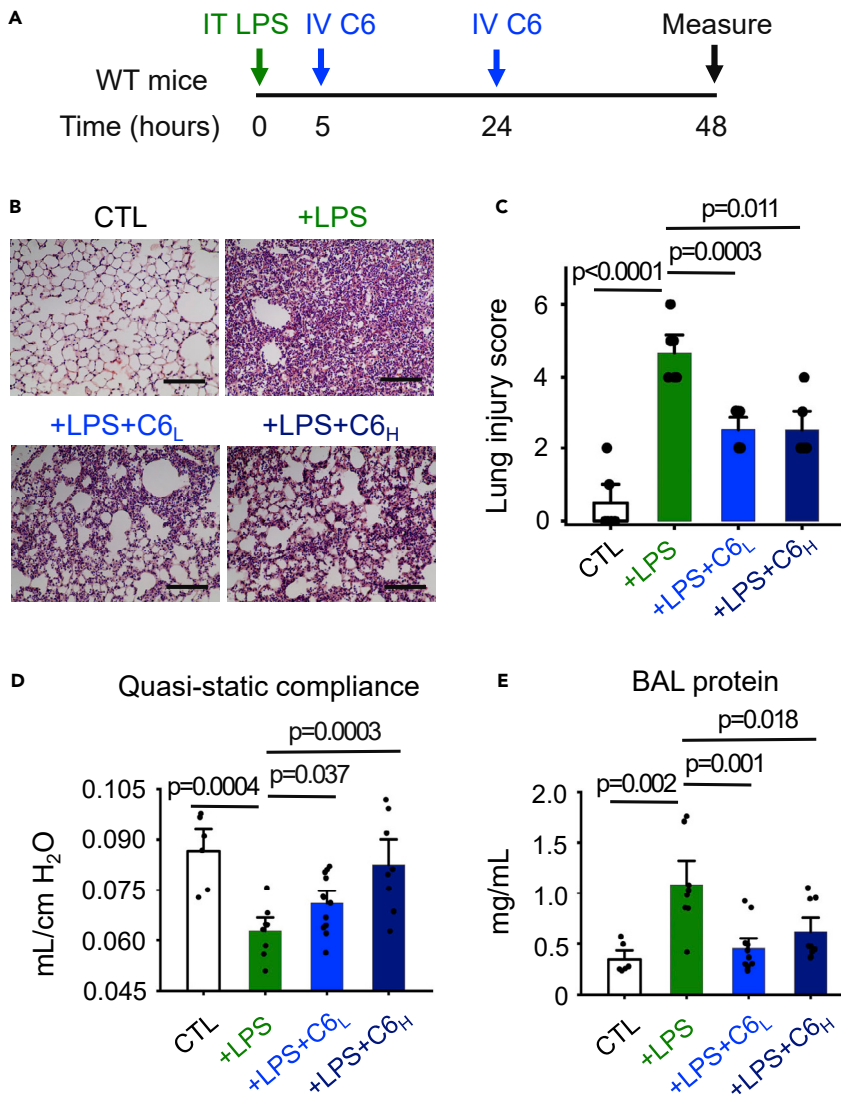 A
IT LPS IV C6 IV C6 Measure
WT mice
Time (hours) 0 5 24 48
B
CTL +LPS
+LPS+C6L +LPS+C6H
C
p=0.011
p=0.0003
p<0.0001
Lung injury score
6
4
2
0
CTL +LPS +LPS+C6L +LPS+C6H
D Quasi-static compliance
p=0.0003
p=0.037
p=0.0004
mL/cm H2O
0.105
0.090
0.075
0.060
0.045
CTL +LPS +LPS+C6L +LPS+C6H
E BAL protein
p=0.018
p=0.001
p=0.002
mg/mL
2.0
1.5
1.0
0.5
0
CTL +LPS +LPS+C6L +LPS+C6H